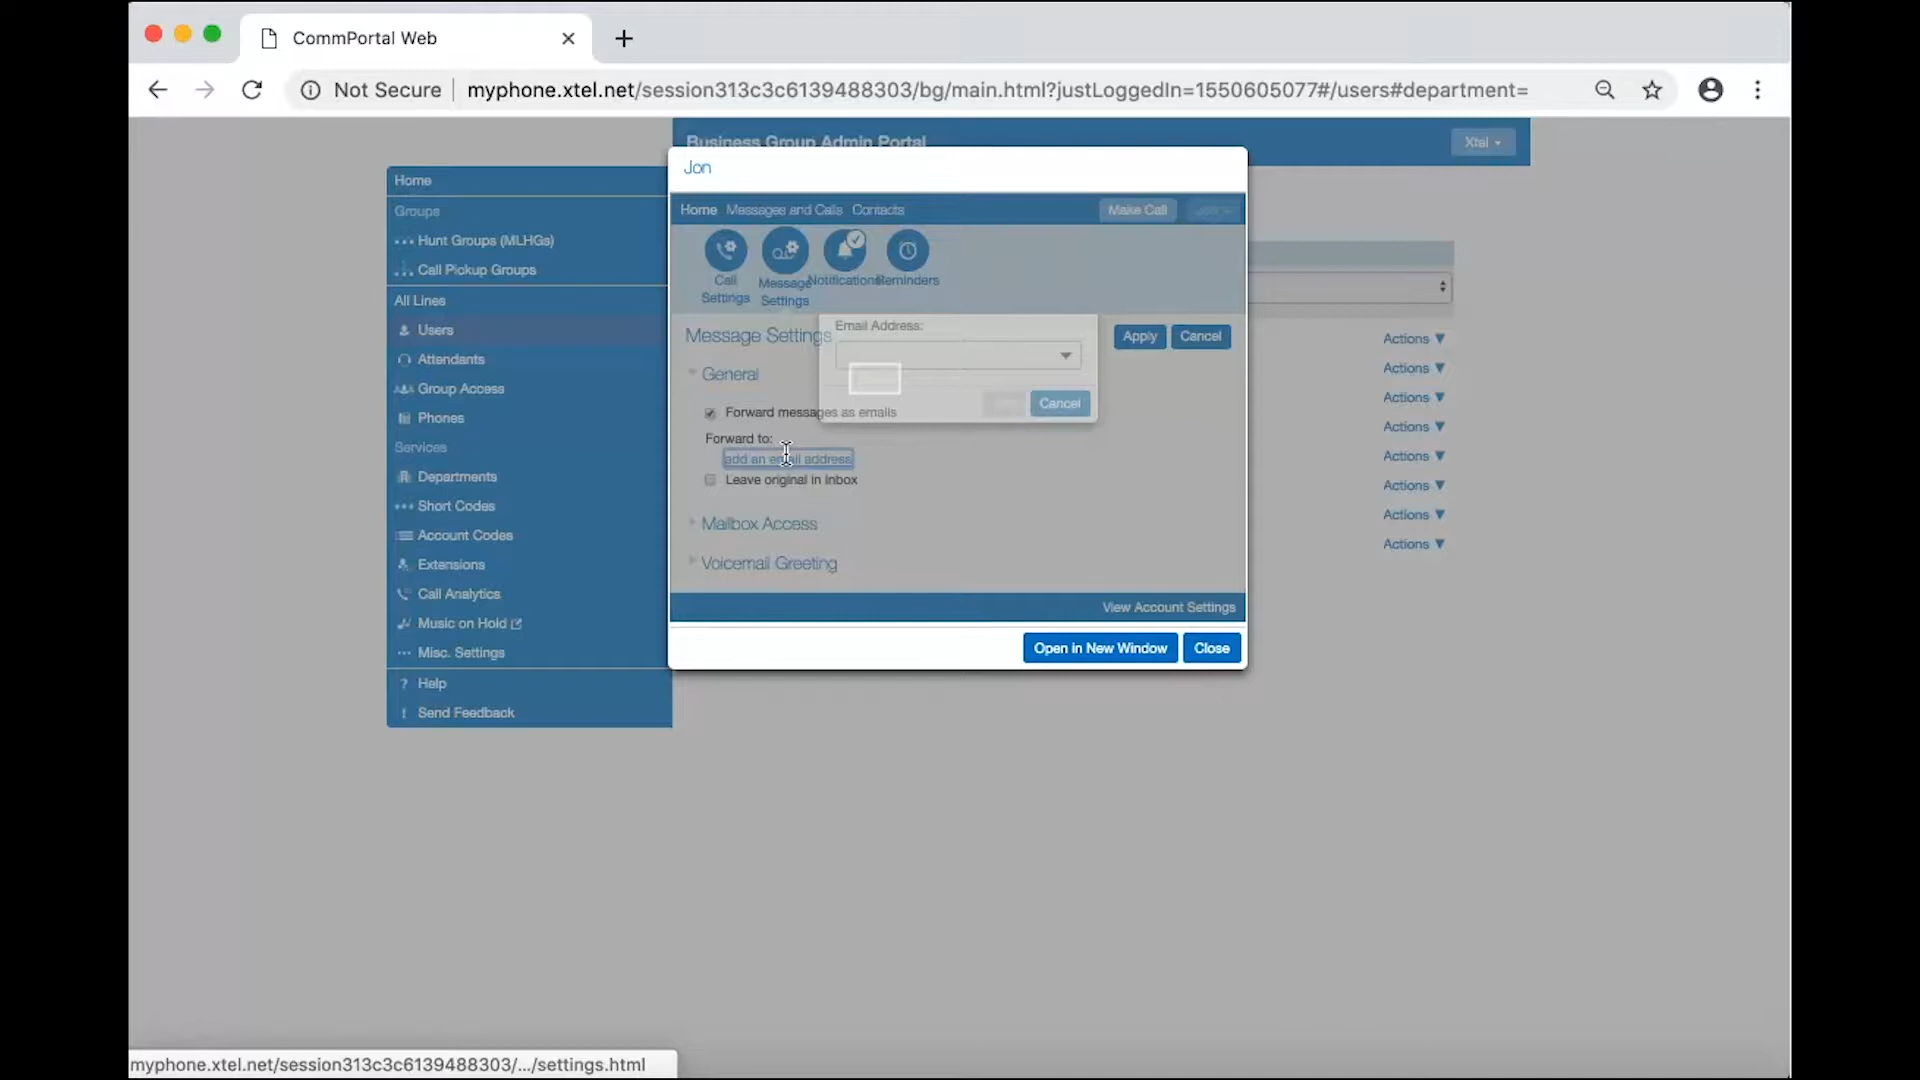 CommPortal Web
Not Secure
myphone.xtel.net/session313c3c6139488303/bg/main.html?justLoggedIn=1550605077#/users#department=
Business Group Admin Portal
Xtel
Jon
Home
Groups
Hunt Groups (MLHGs)
Call Pickup Groups
All Lines
Users
Attendants
Group Access
Phones
Services
Departments
Short Codes
Account Codes
Extensions
Call Analytics
Music on Hold
Misc. Settings
? Help
! Send Feedback
Home Messages and Calls Contacts
Make Call
Call Settings
Message Settings
Notifications
Reminders
Message Settings
Apply
Cancel
Email Address:
Cancel
General
Forward messages as emails
Forward to:
add an email address
Leave original in Inbox
Mailbox Access
Voicemail Greeting
View Account Settings
Open in New Window
Close
Actions ▼
Actions ▼
Actions ▼
Actions ▼
Actions ▼
Actions ▼
Actions ▼
Actions ▼
myphone.xtel.net/session313c3c6139488303/.../settings.html